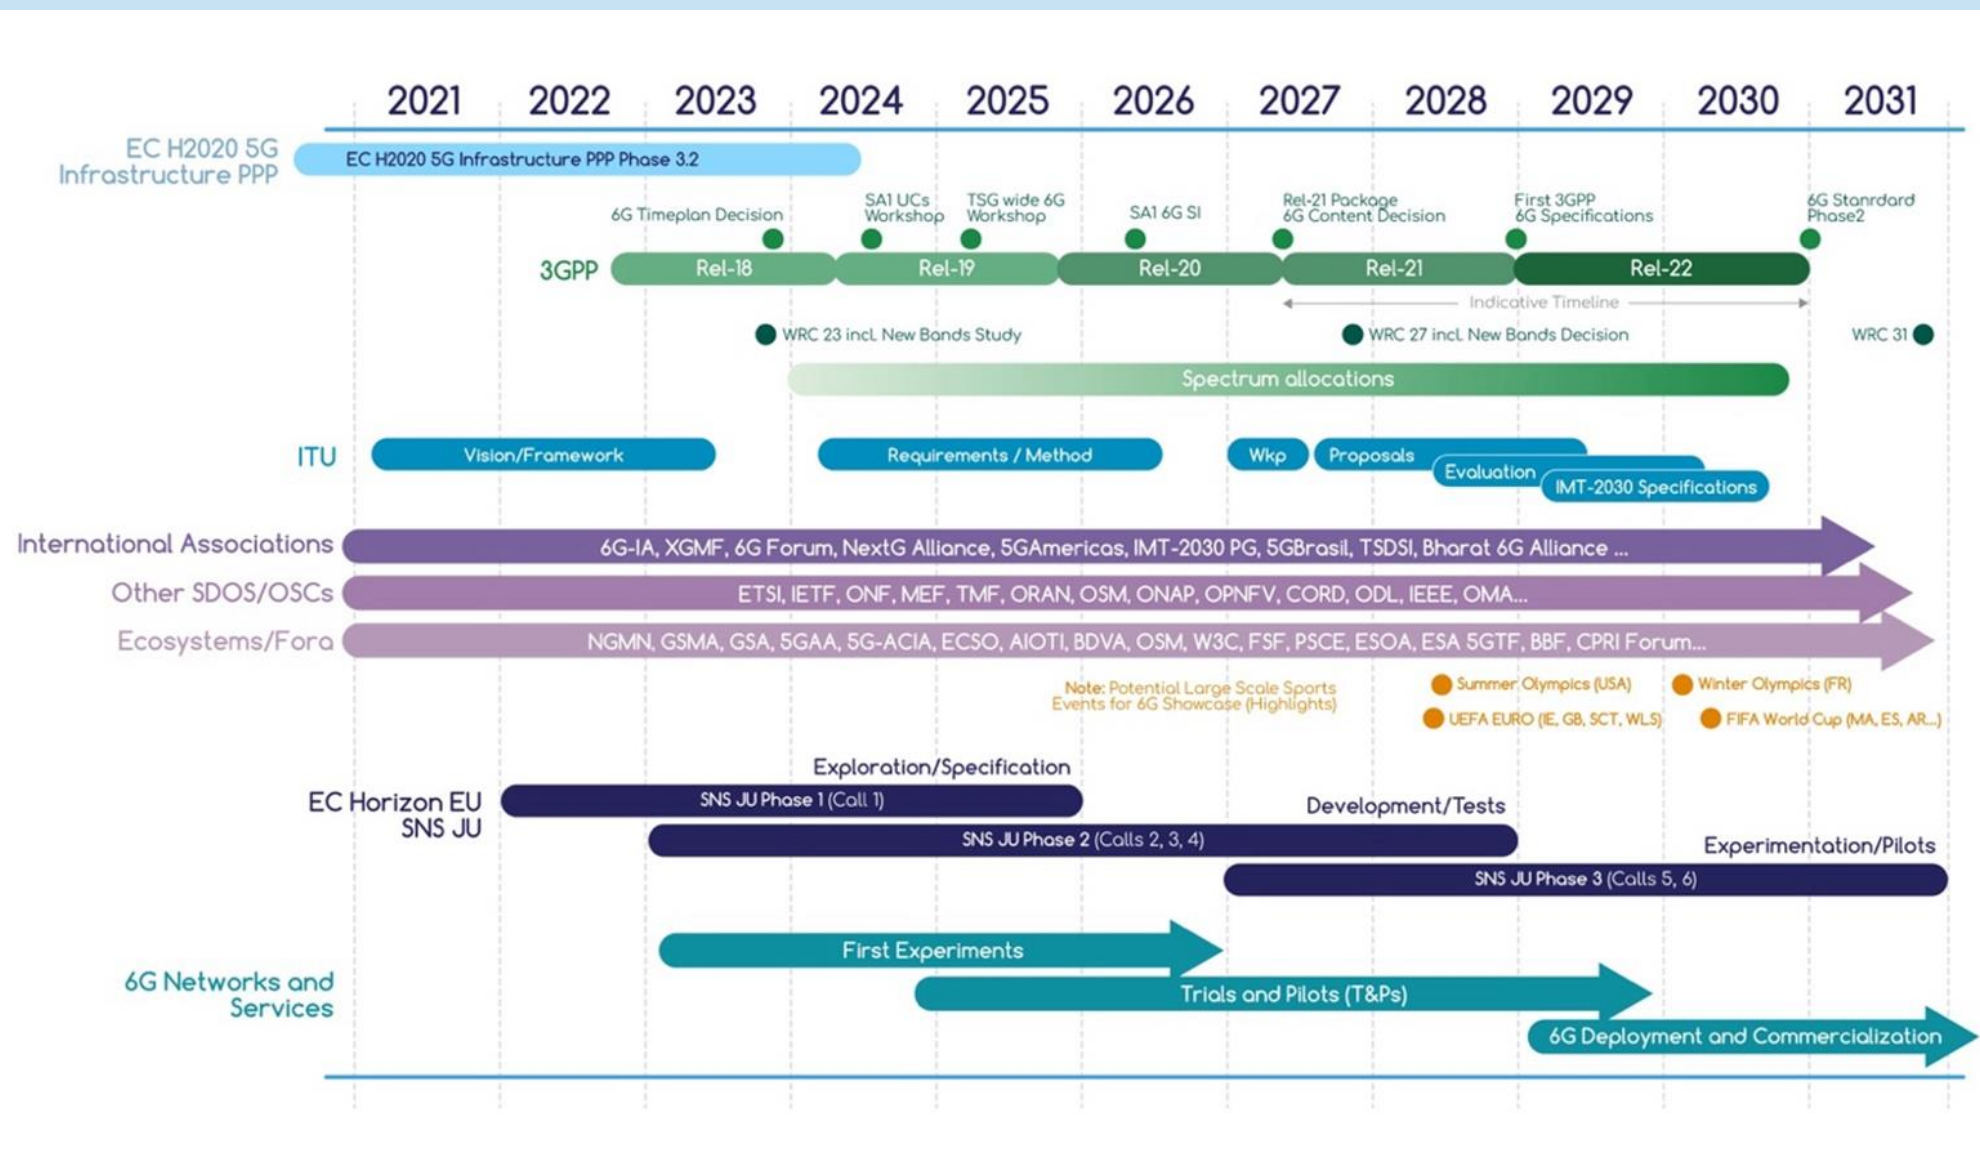 2021 2022 2023 2024 2025 2026 2027 2028 2029 2030 2031
EC H2020 5G
Infrastructure PPP
EC H2020 5G Infrastructure PPP Phase 3.2
6G Timeplan Decision
SA1 UCs
Workshop
TSG wide 6G
Workshop
SA1 6G SI
Rel-21 Package
6G Content Decision
First 3GPP
6G Specifications
6G Stanrdard
Phase2
3GPP
Rel-18
Rel-19
Rel-20
Rel-21
Rel-22
Indicative Timeline
WRC 23 incl. New Bands Study
WRC 27 incl. New Bands Decision
WRC 31
Spectrum allocations
ITU
Vision/Framework
Requirements / Method
Wkp
Proposals
Evaluation
IMT-2030 Specifications
International Associations
6G-IA, XGMF, 6G Forum, NextG Alliance, 5GAmericas, IMT-2030 PG, 5GBrasil, TSDSI, Bharat 6G Alliance ...
Other SDOS/OSCs
ETSI, IETF, ONF, MEF, TMF, ORAN, OSM, ONAP, OPNFV, CORD, ODL, IEEE, OMA...
Ecosystems/Fora
NGMN, GSMA, GSA, 5GAA, 5G-ACIA, ECSO, AIOTI, BDVA, OSM, W3C, FSF, PSCE, ESOA, ESA 5GTF, BBF, CPRI Forum...
Note: Potential Large Scale Sports
Events for 6G Showcase (Highlights)
Summer Olympics (USA)
Winter Olympics (FR)
UEFA EURO (IE, GB, SCT, WLS)
FIFA World Cup (MA, ES, AR...)
EC Horizon EU
SNS JU
Exploration/Specification
SNS JU Phase 1 (Call 1)
Development/Tests
SNS JU Phase 2 (Calls 2, 3, 4)
Experimentation/Pilots
SNS JU Phase 3 (Calls 5, 6)
6G Networks and
Services
First Experiments
Trials and Pilots (T&Ps)
6G Deployment and Commercialization